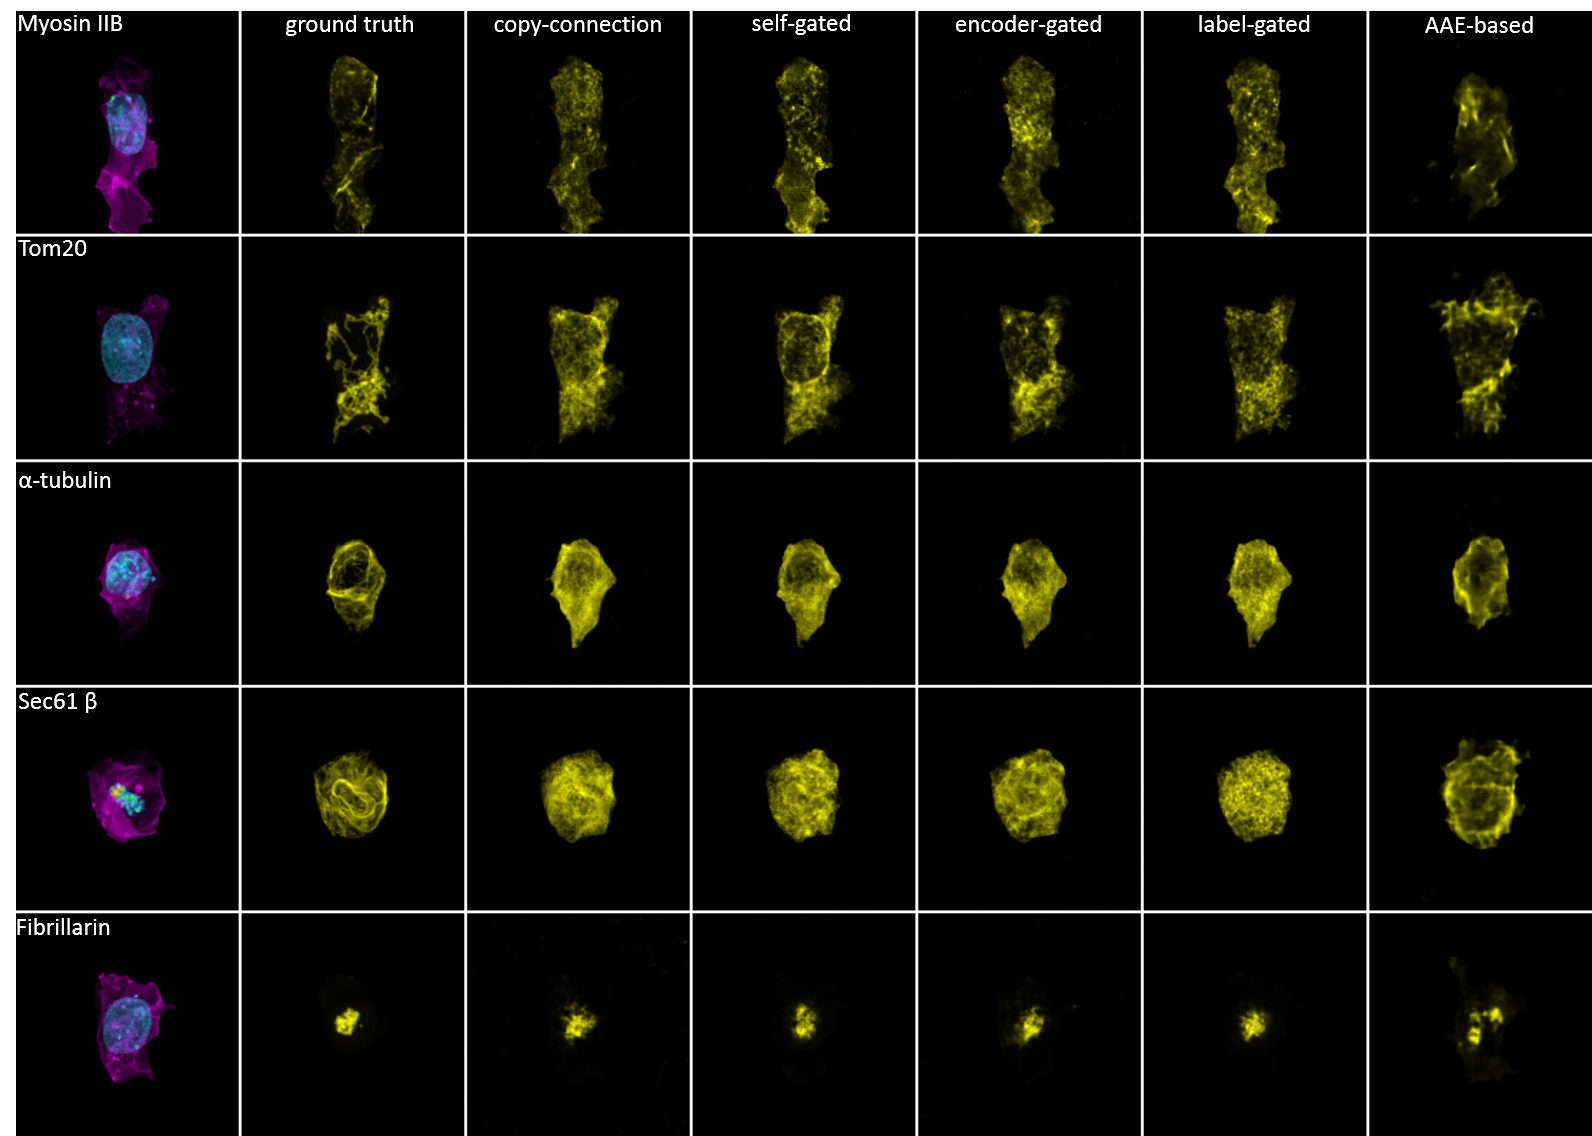 Myosin IIB ground truth copy-connection self-gated encoder-gated label-gated AAE-based
Tom20
α-tubulin
Sec61 β
Fibrillarin